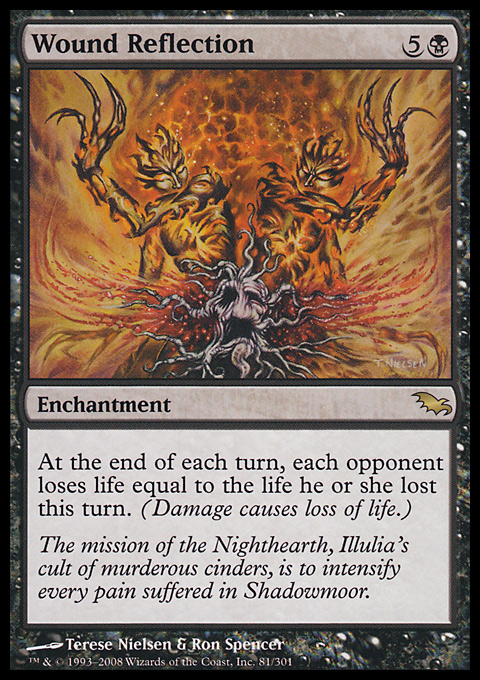 Wound Reflection 5
T. NIELSEN
Enchantment
At the end of each turn, each opponent
loses life equal to the life he or she lost
this turn. (Damage causes loss of life.)
The mission of the Nighthearth, Illulia's
cult of murderous cinders, is to intensify
every pain suffered in Shadowmoor.
Terese Nielsen & Ron Spencer
™ & © 1993–2008 Wizards of the Coast, Inc. 81/301